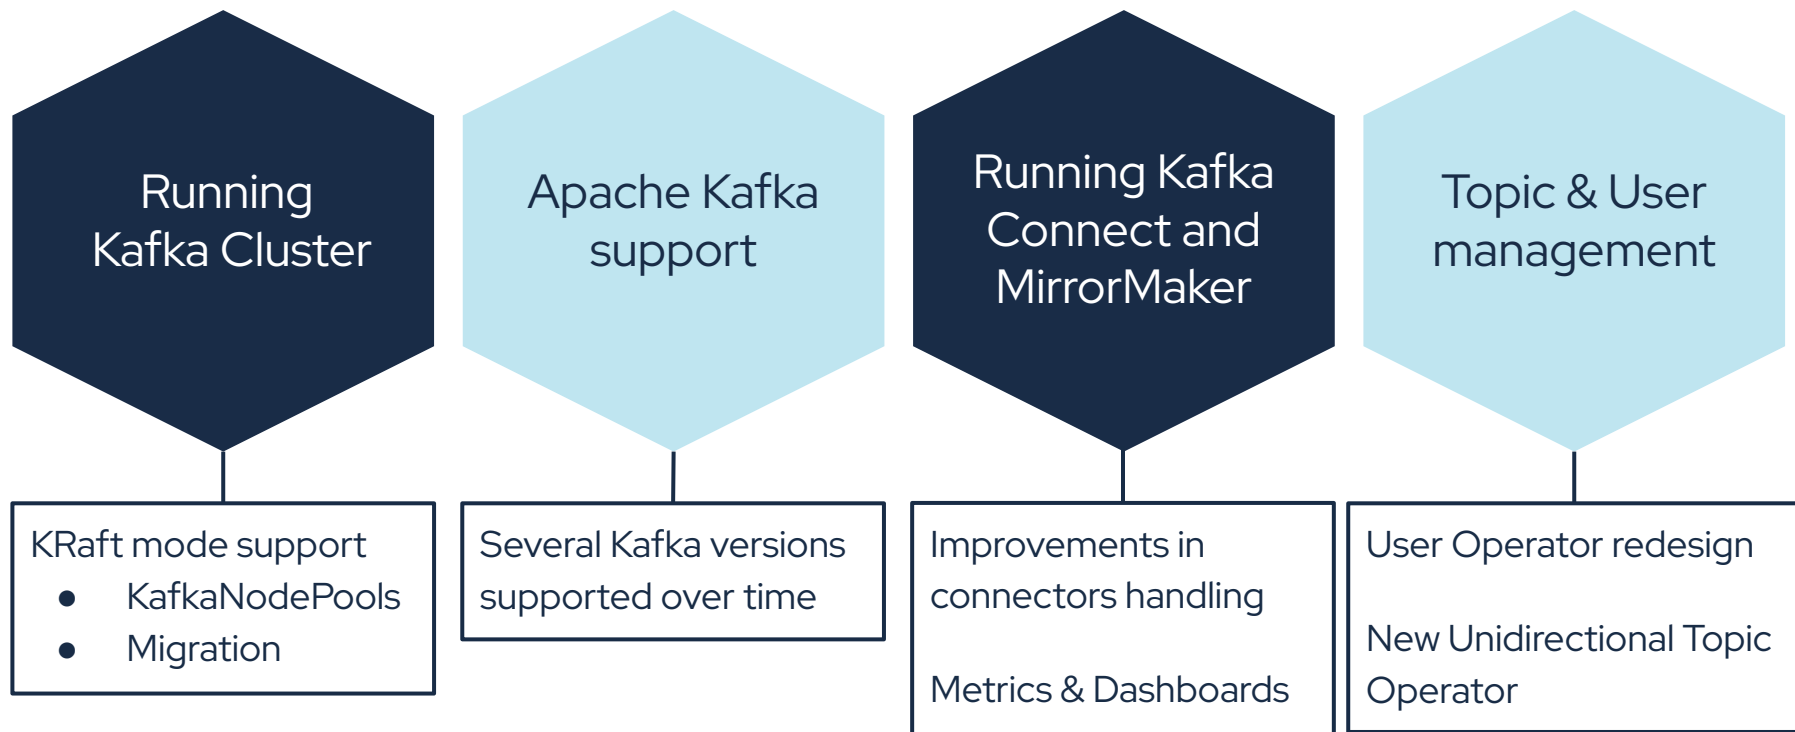 Running
Kafka Cluster
Apache Kafka
support
Running Kafka
Connect and
MirrorMaker
Topic & User
management
KRaft mode support
● KafkaNodePools
● Migration
Several Kafka versions
supported over time
Improvements in
connectors handling
Metrics & Dashboards
User Operator redesign
New Unidirectional Topic
Operator